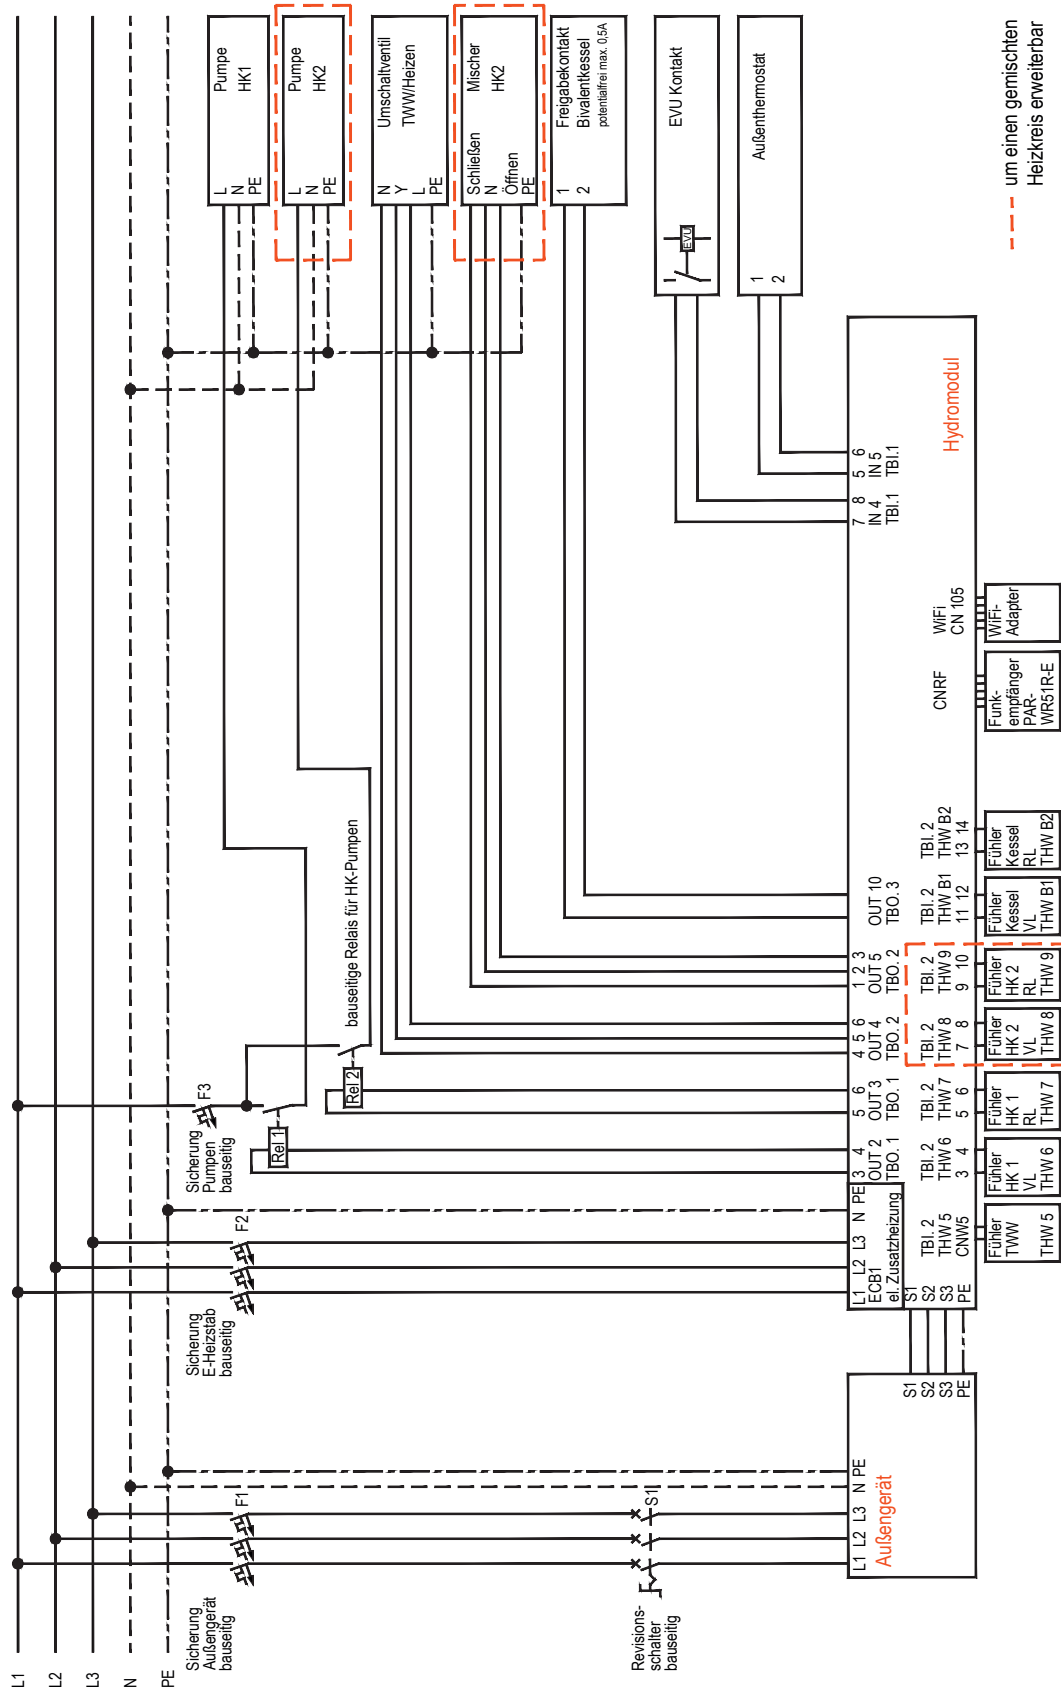 L1
L2
L3
N
PE
Sicherung
Außengerät
bauseitig
F1
Revisions-
schalter
bauseitig
S1
L1 L2 L3 N PE
Außengerät
S1
S2
S3
PE
Sicherung
E-Heizstab
bauseitig
F2
Sicherung
Pumpen
bauseitig
F3
Rel 1
Rel 2
bauseitige Relais für HK-Pumpen
Pumpe
HK1
L
N
PE
Pumpe
HK2
L
N
PE
Umschaltventil
TWW/Heizen
N
Y
L
PE
Mischer
HK2
Schließen
N
Öffnen
PE
Freigabekontakt
Bivalentkessel
potentialfrei max. 0,5A
1
2
EVU Kontakt
EVU
Außenthermostat
1
2
um einen gemischten
Heizkreis erweiterbar
Hydromodul
L1 L2 L3 N PE
ECB1
el. Zusatzheizung
S1
S2
S3
PE
3 4
OUT 2
TBO. 1
5 6
OUT 3
TBO. 1
4 5 6
OUT 4
TBO. 2
1 2 3
OUT 5
TBO. 2
OUT 10
TBO. 3
7 8
IN 4
TBI.1
5 6
IN 5
TBI.1
TBI. 2
THW 5
CNW5
TBI. 2
THW 6
3 4
TBI. 2
THW 7
5 6
TBI. 2
THW 8
7 8
TBI. 2
THW 9
9 10
TBI. 2
THW B1
11 12
TBI. 2
THW B2
13 14
CNRF
WiFi
CN 105
Fühler
TWW
THW 5
Fühler
HK 1
VL
THW 6
Fühler
HK 1
RL
THW 7
Fühler
HK 2
VL
THW 8
Fühler
HK 2
RL
THW 9
Fühler
Kessel
VL
THW B1
Fühler
Kessel
RL
THW B2
Funk-
empfänger
PAR-
WR51R-E
WiFi-
Adapter